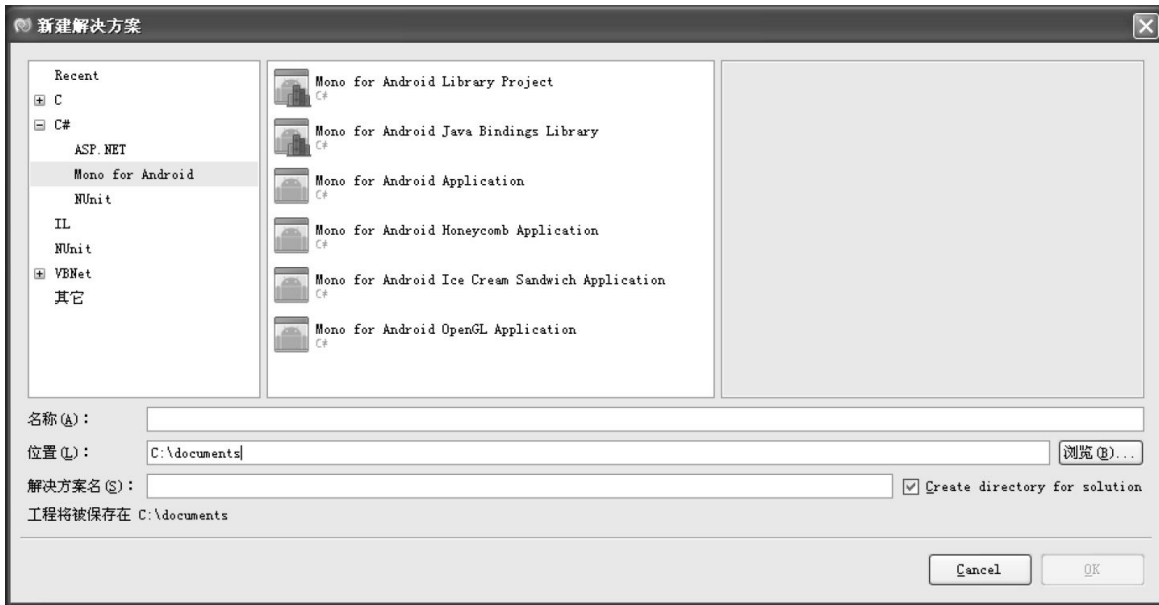 新建解决方案
Recent
C
C#
ASP.NET
Mono for Android
NUnit
IL
NUnit
VBNet
其它
Mono for Android Library Project
C#
Mono for Android Java Bindings Library
C#
Mono for Android Application
C#
Mono for Android Honeycomb Application
C#
Mono for Android Ice Cream Sandwich Application
C#
Mono for Android OpenGL Application
C#
名称(A):
位置(L): C:\documents 浏览(B)...
解决方案名(S): Create directory for solution
工程将被保存在 C:\documents
Cancel OK